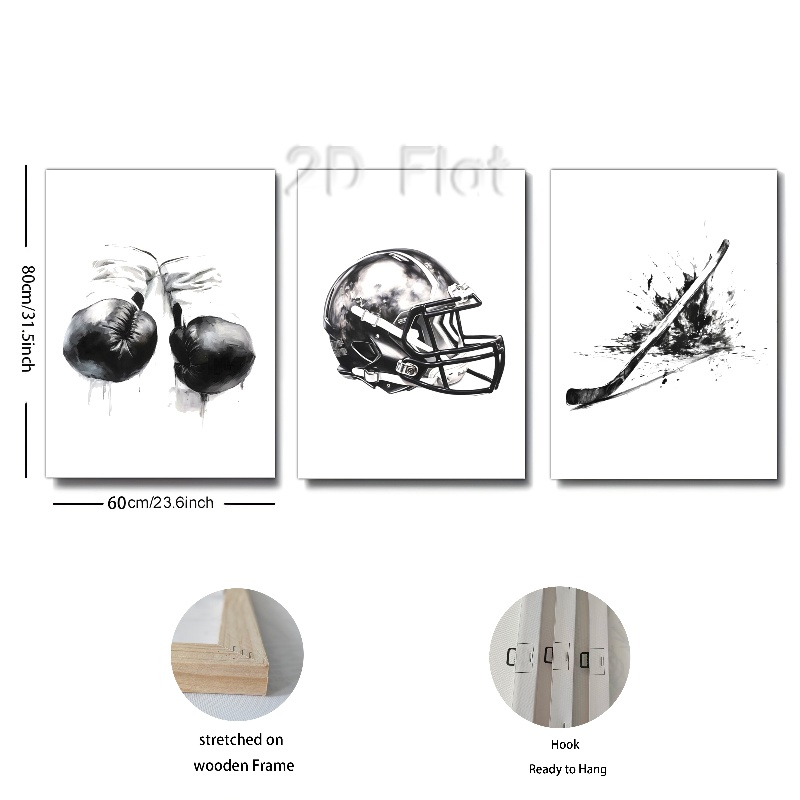 2D Flat
80cm/31.5inch
60cm/23.6inch
stretched on
wooden Frame
Hook
Ready to Hang